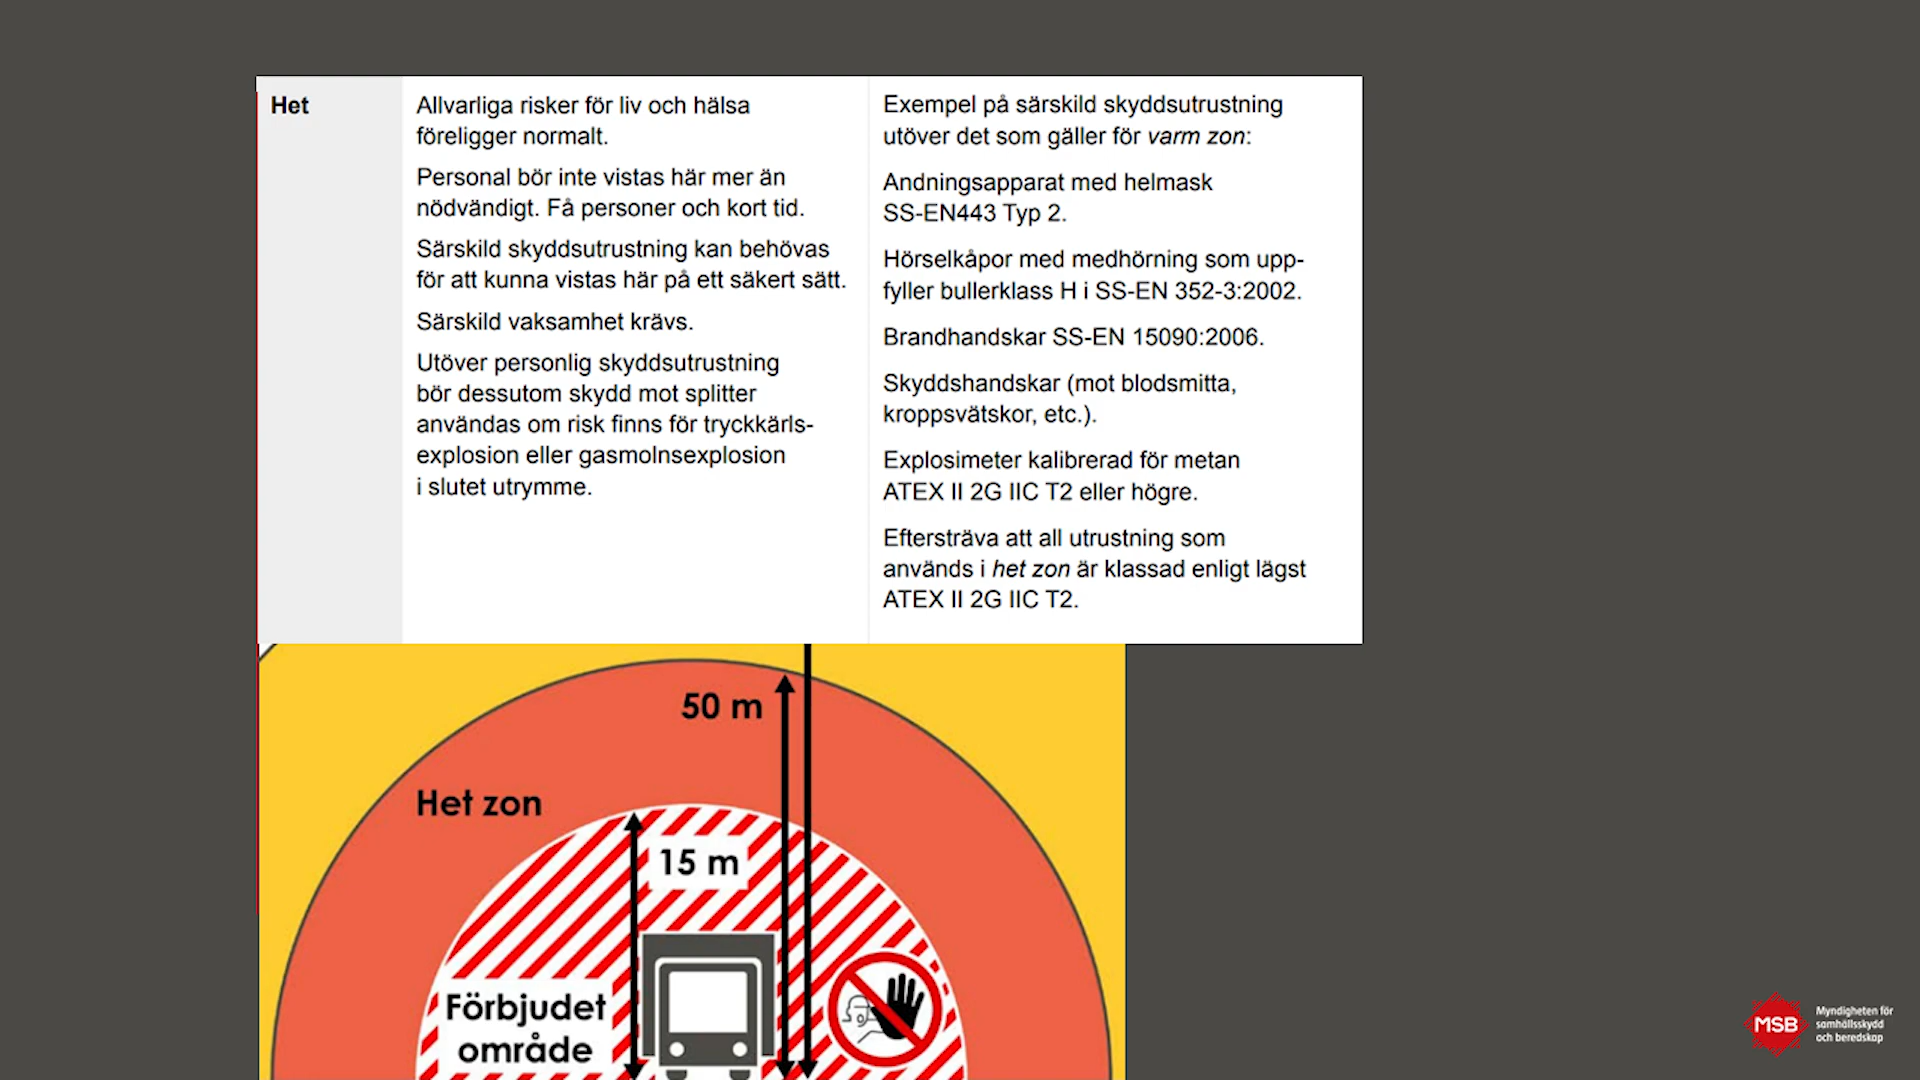 Het
Allvarliga risker för liv och hälsa
föreligger normalt.
Personal bör inte vistas här mer än
nödvändigt. Få personer och kort tid.
Särskild skyddsutrustning kan behövas
för att kunna vistas här på ett säkert sätt.
Särskild vaksamhet krävs.
Utöver personlig skyddsutrustning
bör dessutom skydd mot splitter
användas om risk finns för tryckkärls-
explosion eller gasmolnsexplosion
i slutet utrymme.
Exempel på särskild skyddsutrustning
utöver det som gäller för varm zon:
Andningsapparat med helmask
SS-EN443 Typ 2.
Hörselkåpor med medhörning som upp-
fyller bullerklass H i SS-EN 352-3:2002.
Brandhandskar SS-EN 15090:2006.
Skyddshandskar (mot blodsmitta,
kroppsvätskor, etc.).
Explosimeter kalibrerad för metan
ATEX II 2G IIC T2 eller högre.
Eftersträva att all utrustning som
används i het zon är klassad enligt lägst
ATEX II 2G IIC T2.
50 m
Het zon
15 m
Förbjudet
område
MSB
Myndigheten för
samhällsskydd
och beredskap